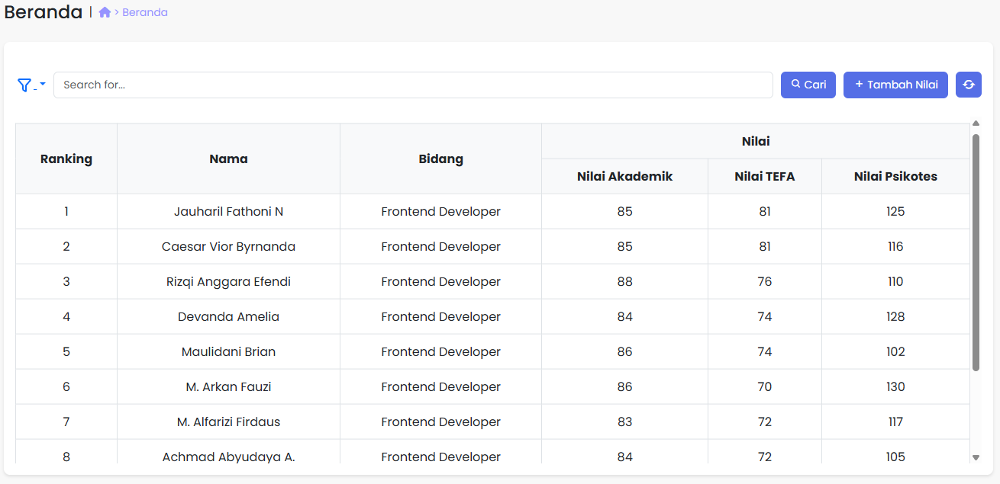 Beranda | > Beranda
Search for...
Cari
+ Tambah Nilai
Ranking Nama Bidang Nilai
Nilai Akademik Nilai TEFA Nilai Psikotes
1 Jauharil Fathoni N Frontend Developer 85 81 125
2 Caesar Vior Byrnanda Frontend Developer 85 81 116
3 Rizqi Anggara Efendi Frontend Developer 88 76 110
4 Devanda Amelia Frontend Developer 84 74 128
5 Maulidani Brian Frontend Developer 86 74 102
6 M. Arkan Fauzi Frontend Developer 86 70 130
7 M. Alfarizi Firdaus Frontend Developer 83 72 117
8 Achmad Abyudaya A. Frontend Developer 84 72 105